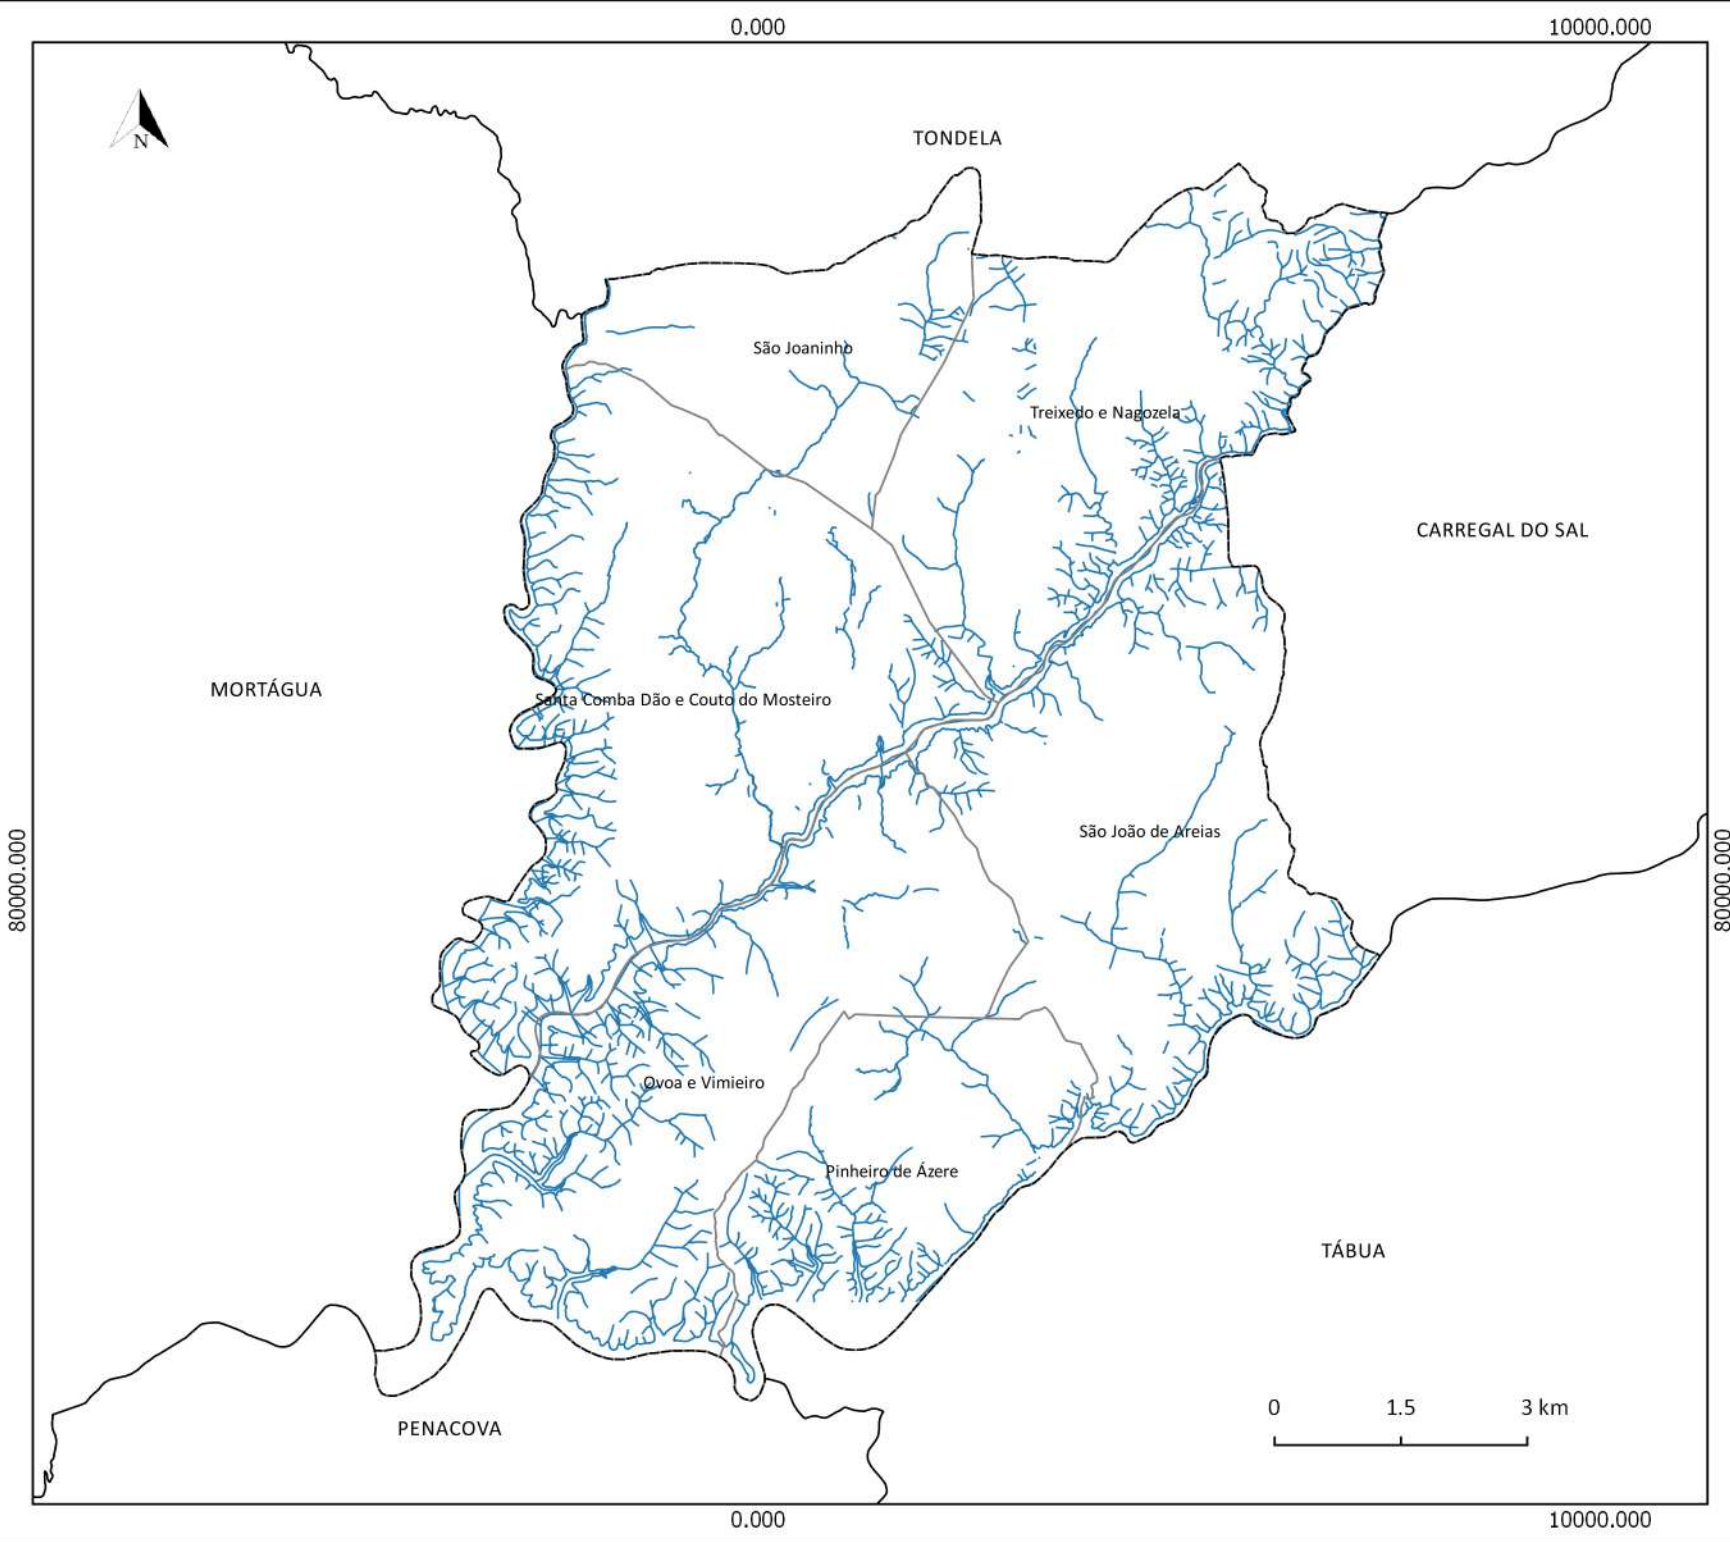 0.000 10000.000
N
TONDELA
São Joaninho
Treixedo e Nagozela
CARREGAL DO SAL
MORTÁGUA
Santa Comba Dão e Couto do Mosteiro
São João de Areias
80000.000 80000.000
Ovoa e Vimieiro
Pinheiro de Ázere
TÁBUA
0 1.5 3 km
PENACOVA
0.000 10000.000